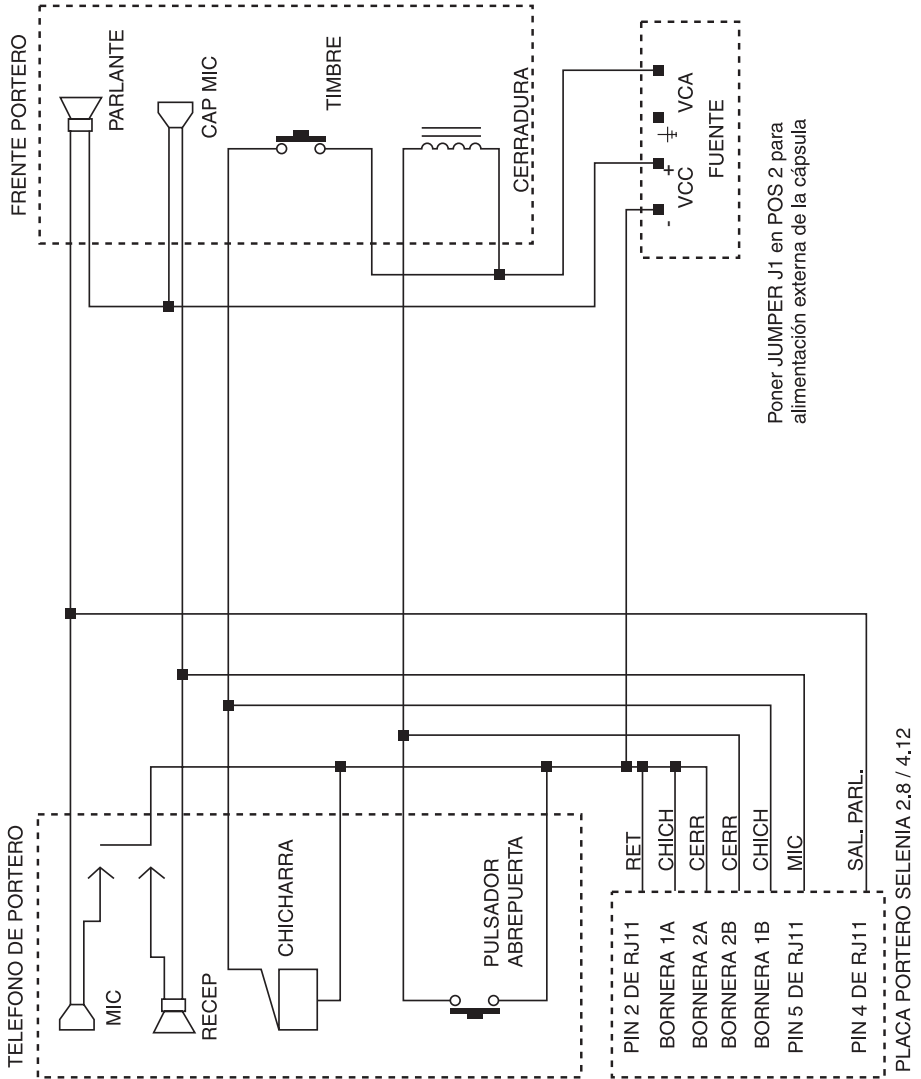 TELEFONO DE PORTERO
MIC
RECEP
CHICHARRA
PULSADOR
ABREPUERTA
FRENTE PORTERO
PARLANTE
CAP MIC
TIMBRE
CERRADURA
- VCC +
VCA
FUENTE
Poner JUMPER J1 en POS 2 para
alimentación externa de la cápsula
PIN 2 DE RJ11 RET
BORNERA 1A CHICH
BORNERA 2A CERR
BORNERA 2B CERR
BORNERA 1B CHICH
PIN 5 DE RJ11 MIC
PIN 4 DE RJ11 SAL. PARL.
PLACA PORTERO SELENIA 2.8 / 4.12